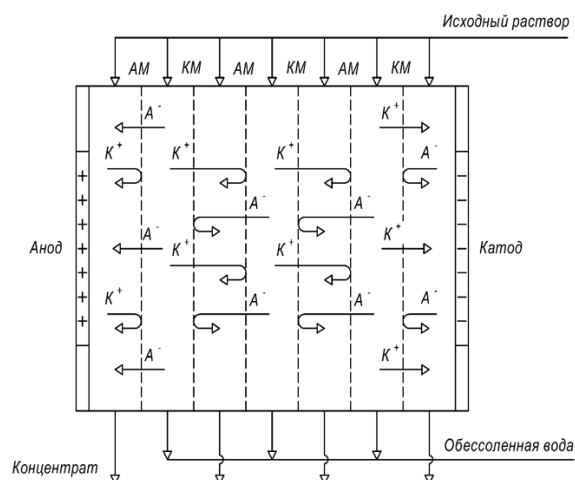 Исходный раствор
АМ КМ АМ КМ АМ КМ
А - К +
К + К + К + А -
А - А -
Анод + + + + + + + А - К + К + К + - - - - - - - Катод
К + А - А - А -
А - К +
Обессоленная вода
Концентрат